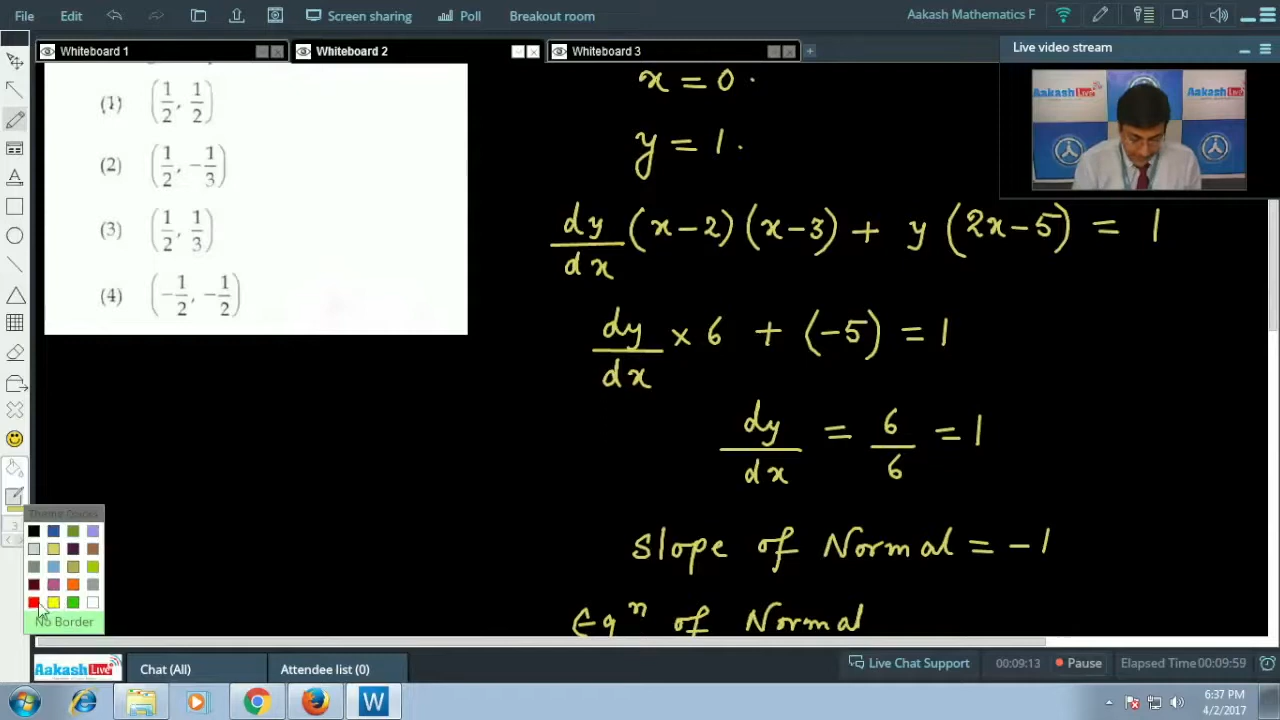 File Edit Screen sharing Poll Breakout room Aakash Mathematics F
Whiteboard 1 Whiteboard 2 Whiteboard 3 Live video stream
(1) (1/2, 1/2)
(2) (1/2, -1/3)
(3) (1/2, 1/3)
(4) (-1/2, -1/2)
x = 0.
y = 1.
dy/dx (x-2)(x-3) + y(2x-5) = 1
dy/dx × 6 + (-5) = 1
dy/dx = 6/6 = 1
Slope of Normal = -1
Eqⁿ of Normal
AakashLive
AakashLive
3
No Border
AakashLive Chat (All) Attendee list (0) Live Chat Support 00:09:13 Pause Elapsed Time 00:09:59
6:37 PM
4/2/2017